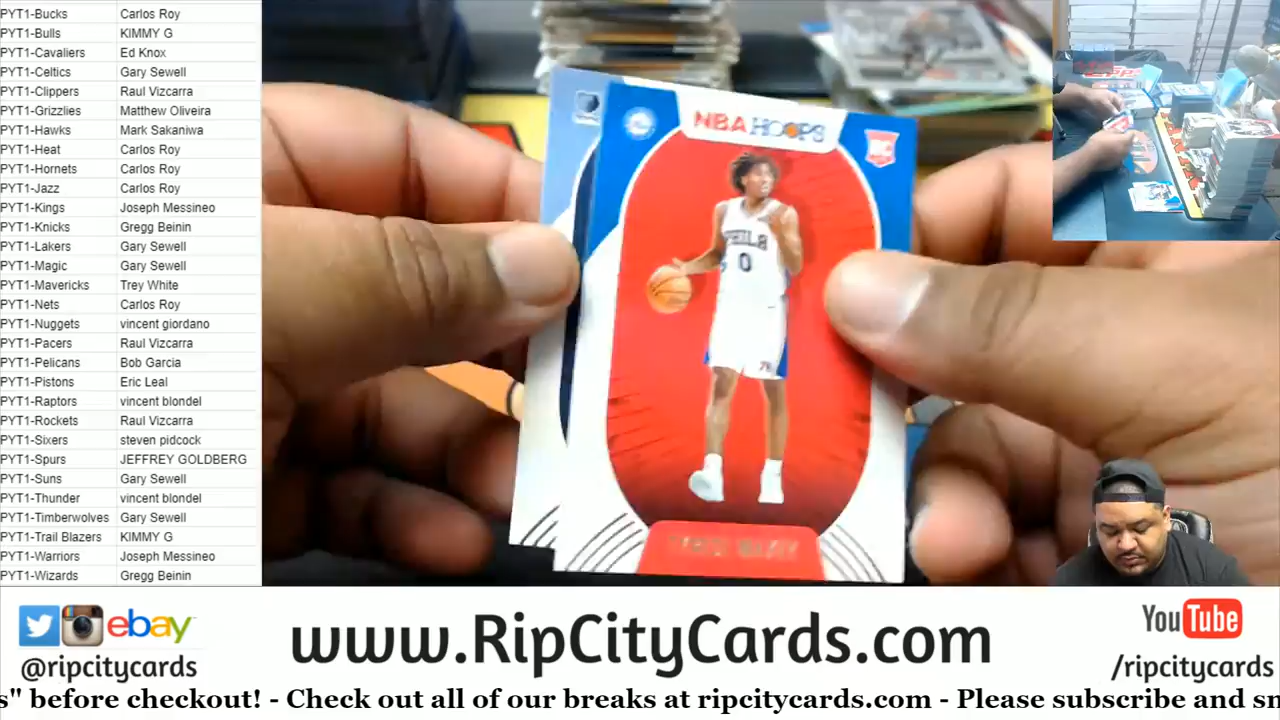 PYT1-Bucks Carlos Roy
PYT1-Bulls KIMMY G
PYT1-Cavaliers Ed Knox
PYT1-Celtics Gary Sewell
PYT1-Clippers Raul Vizcarra
PYT1-Grizzlies Matthew Oliveira
PYT1-Hawks Mark Sakaniwa
PYT1-Heat Carlos Roy
PYT1-Hornets Carlos Roy
PYT1-Jazz Carlos Roy
PYT1-Kings Joseph Messineo
PYT1-Knicks Gregg Beinin
PYT1-Lakers Gary Sewell
PYT1-Magic Gary Sewell
PYT1-Mavericks Trey White
PYT1-Nets Carlos Roy
PYT1-Nuggets vincent giordano
PYT1-Pacers Raul Vizcarra
PYT1-Pelicans Bob Garcia
PYT1-Pistons Eric Leal
PYT1-Raptors vincent blondel
PYT1-Rockets Raul Vizcarra
PYT1-Sixers steven pidcock
PYT1-Spurs JEFFREY GOLDBERG
PYT1-Suns Gary Sewell
PYT1-Thunder vincent blondel
PYT1-Timberwolves Gary Sewell
PYT1-Trail Blazers KIMMY G
PYT1-Warriors Joseph Messineo
PYT1-Wizards Gregg Beinin
NBA HOOPS
PHILA
0
ebay
@ripcitycards
www.RipCityCards.com
YouTube
/ripcitycards
s" before checkout! - Check out all of our breaks at ripcitycards.com - Please subscribe and sm